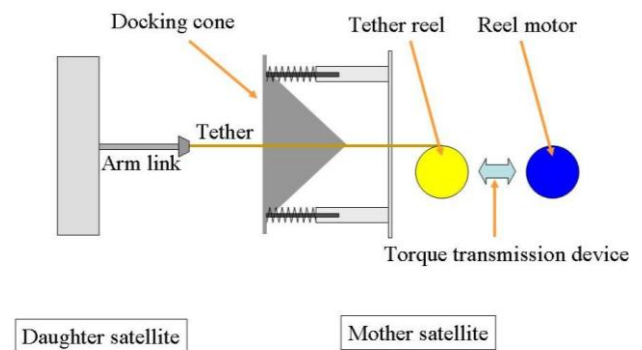 Docking cone
Tether reel
Reel motor
Tether
Arm link
Torque transmission device
Daughter satellite
Mother satellite